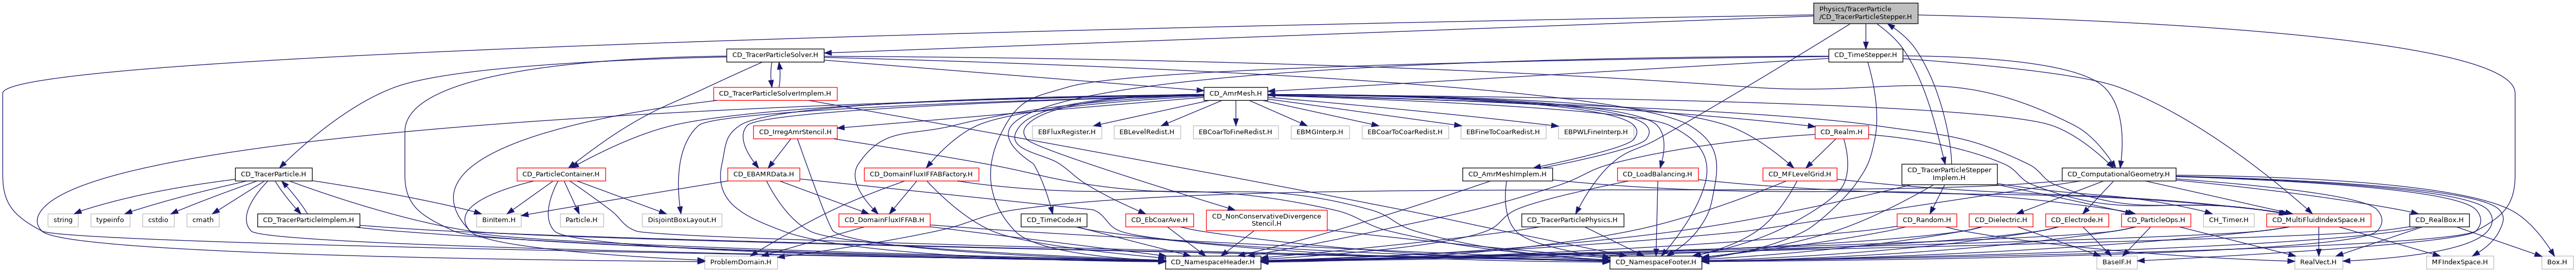 Physics/TracerParticle
/CD_TracerParticleStepper.H
CD_TracerParticleSolver.H
CD_TimeStepper.H
CD_TracerParticleSolverImplem.H
CD_AmrMesh.H
CD_IrregAmrStencil.H
EBFluxRegister.H
EBLevelRedist.H
EBCoarToFineRedist.H
EBMGInterp.H
EBCoarToCoarRedist.H
EBFineToCoarRedist.H
EBPWLFineInterp.H
CD_Realm.H
CD_TracerParticle.H
CD_ParticleContainer.H
CD_EBAMRData.H
CD_DomainFluxIFFABFactory.H
CD_AmrMeshImplem.H
CD_LoadBalancing.H
CD_MFLevelGrid.H
CD_TracerParticleStepper
Implem.H
CD_ComputationalGeometry.H
string
typeinfo
cstdio
cmath
CD_TracerParticleImplem.H
BinItem.H
Particle.H
DisjointBoxLayout.H
CD_DomainFluxIFFAB.H
CD_TimeCode.H
CD_EbCoarAve.H
CD_NonConservativeDivergence
Stencil.H
CD_TracerParticlePhysics.H
CD_Random.H
CD_Dielectric.H
CD_Electrode.H
CD_ParticleOps.H
CH_Timer.H
CD_MultiFluidIndexSpace.H
CD_RealBox.H
ProblemDomain.H
CD_NamespaceHeader.H
CD_NamespaceFooter.H
BaseIF.H
RealVect.H
MFIndexSpace.H
Box.H